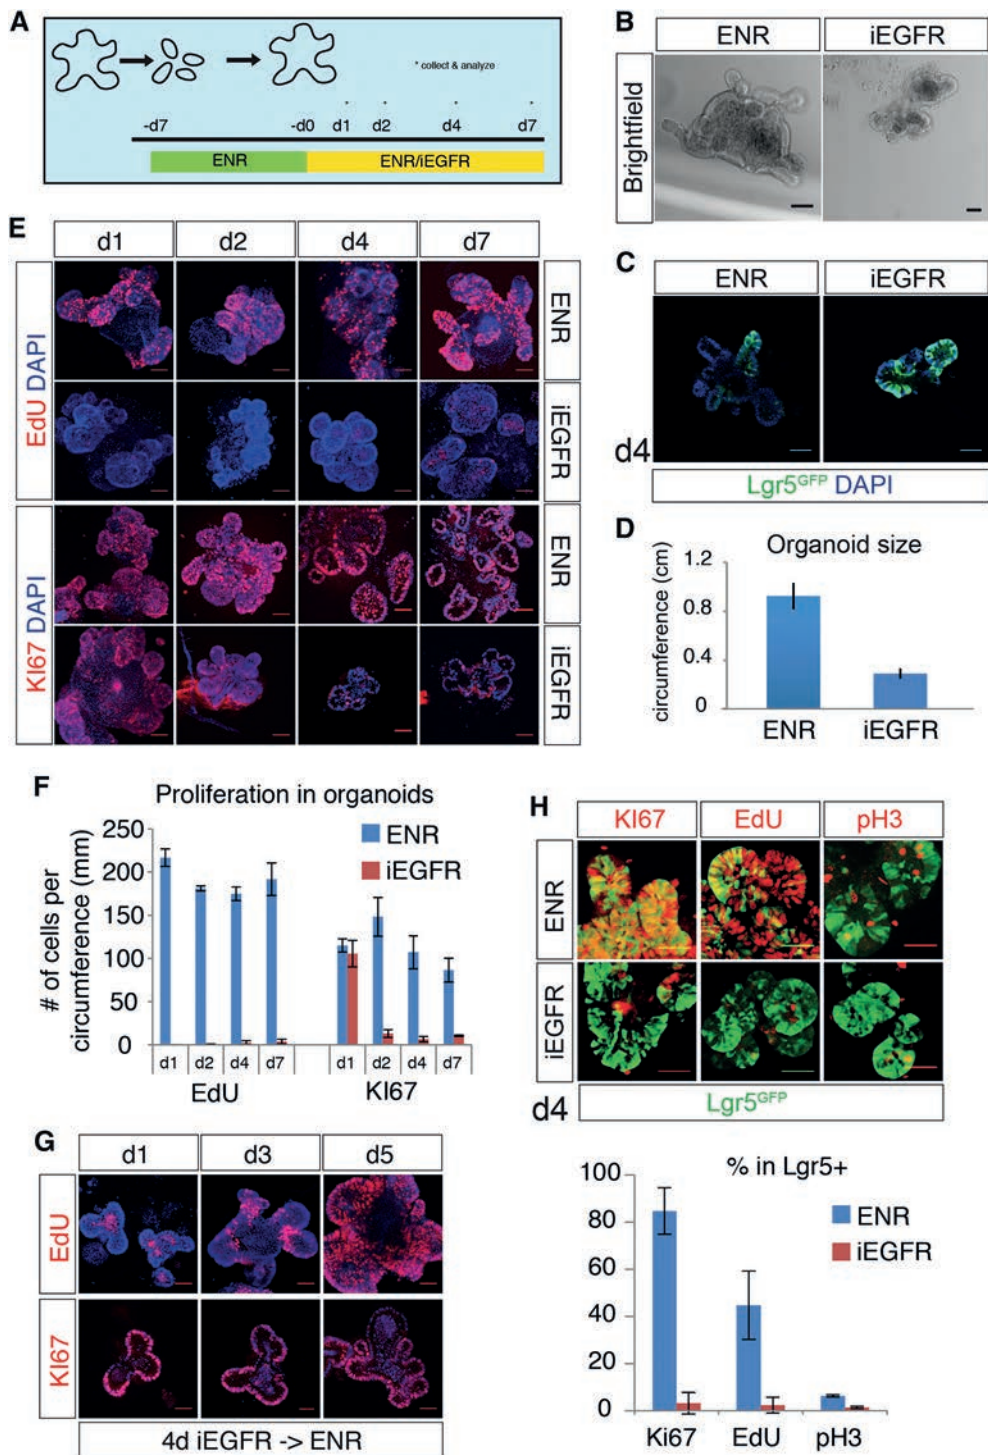 A
* collect & analyze
-d7
-d0
d1
d2
d4
d7
ENR
ENR/iEGFR
B
ENR
iEGFR
Brightfield
C
ENR
iEGFR
d4
Lgr5GFP DAPI
D
Organoid size
circumference (cm)
1.2
0.8
0.4
0
ENR
iEGFR
E
d1
d2
d4
d7
EdU DAPI
ENR
iEGFR
KI67 DAPI
ENR
iEGFR
F
Proliferation in organoids
# of cells per
circumference (mm)
250
200
150
100
50
0
ENR
iEGFR
d1
d2
d4
d7
d1
d2
d4
d7
EdU
KI67
G
d1
d3
d5
EdU
KI67
4d iEGFR -> ENR
H
KI67
EdU
pH3
ENR
iEGFR
d4
Lgr5GFP
% in Lgr5+
100
80
60
40
20
0
ENR
iEGFR
Ki67
EdU
pH3